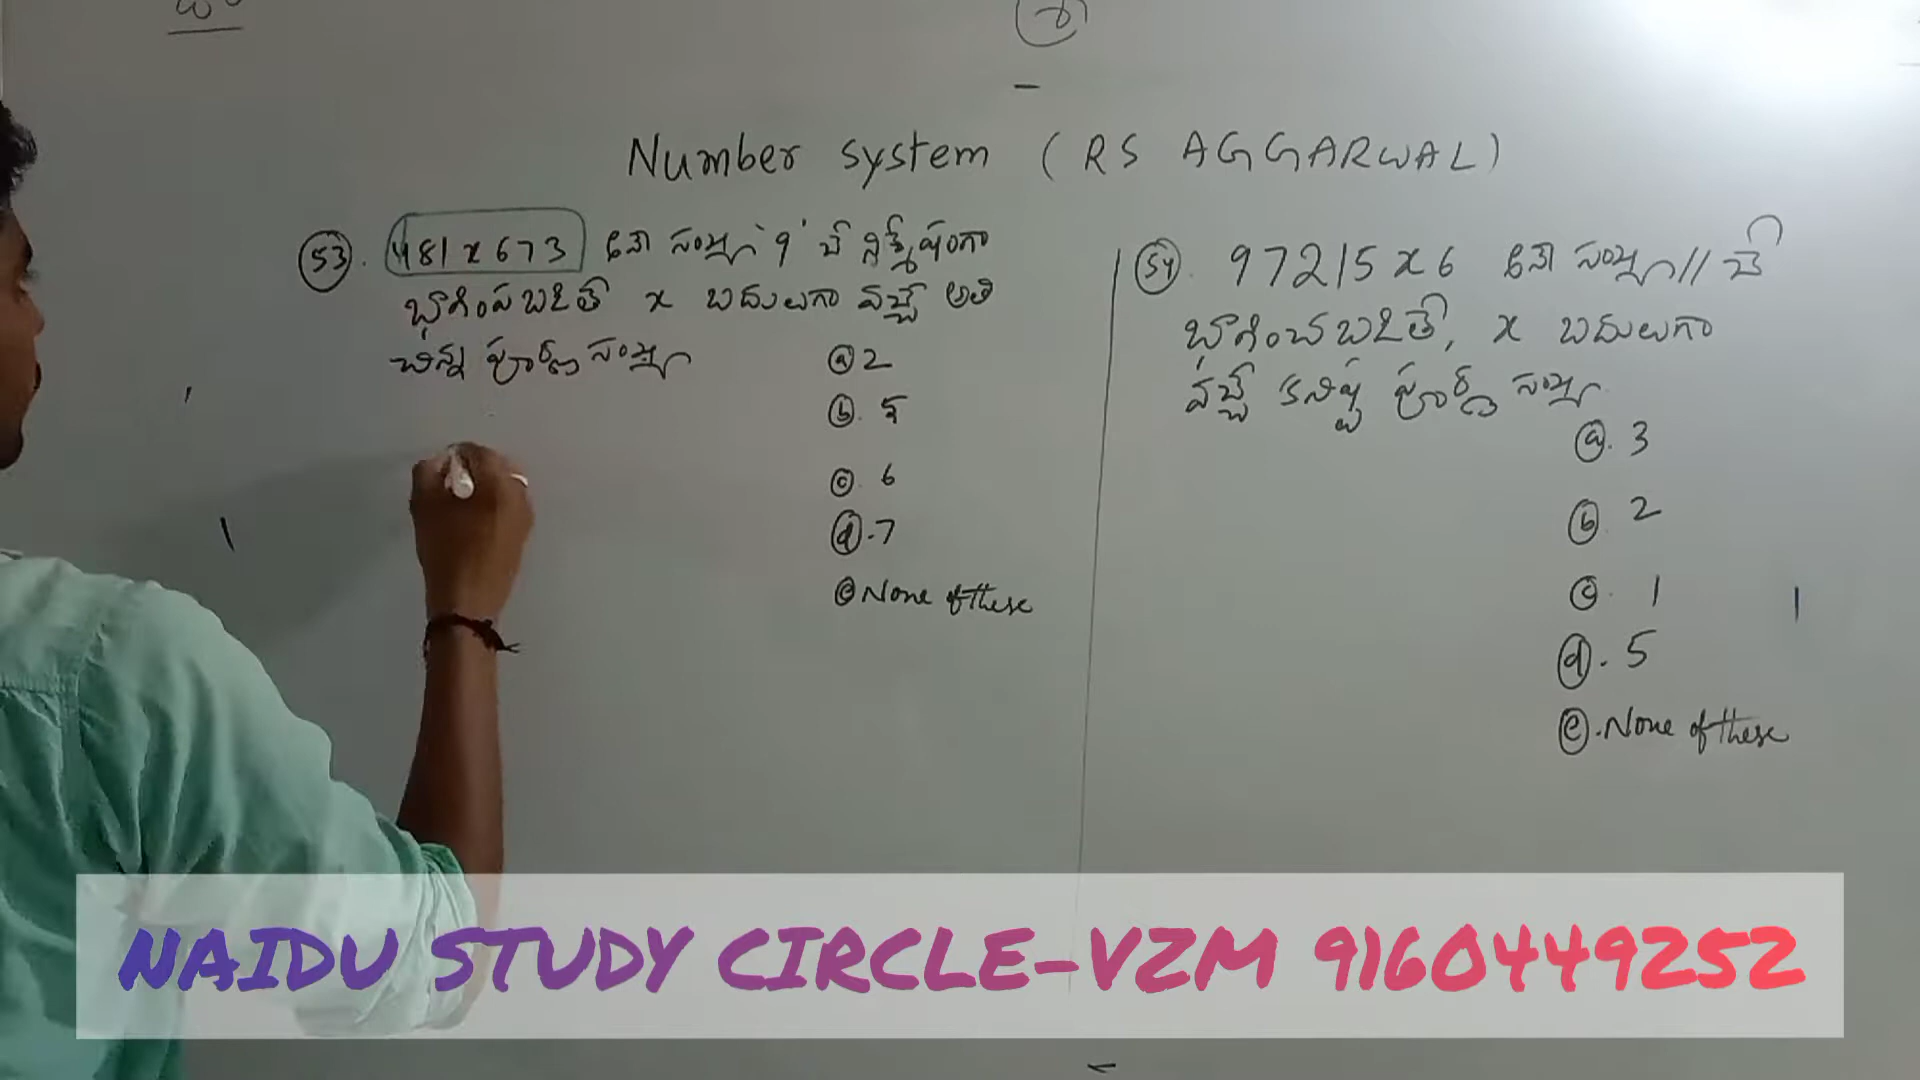 Number system (RS AGGARWAL)
53. 481x673 అనే సంఖ్య '9' చే నిశ్శేషంగా
భాగింపబడితే x బదులుగా వచ్చే అతి
చిన్న పూర్ణ సంఖ్య
a 2
b. 5
c. 6
d. 7
e None of these
54. 97215x6 అనే సంఖ్య 11 చే
భాగించబడితే, x బదులుగా
వచ్చే కనిష్ట పూర్ణ సంఖ్య.
a. 3
b. 2
c. 1
d. 5
e. None of these
NAIDU STUDY CIRCLE-VZM 9160449252